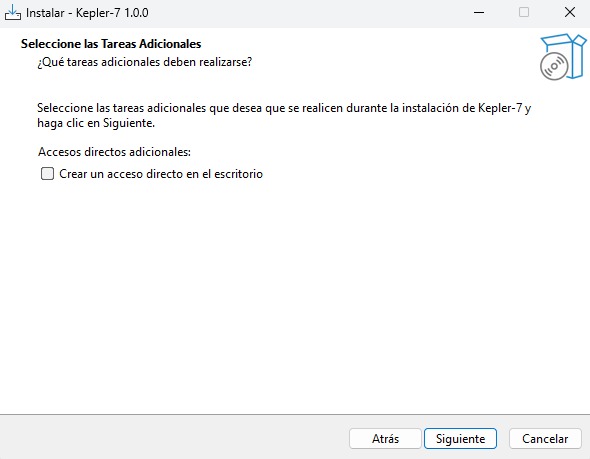 Instalar - Kepler-7 1.0.0
Seleccione las Tareas Adicionales
¿Qué tareas adicionales deben realizarse?
Seleccione las tareas adicionales que desea que se realicen durante la instalación de Kepler-7 y
haga clic en Siguiente.
Accesos directos adicionales:
Crear un acceso directo en el escritorio
Atrás
Siguiente
Cancelar